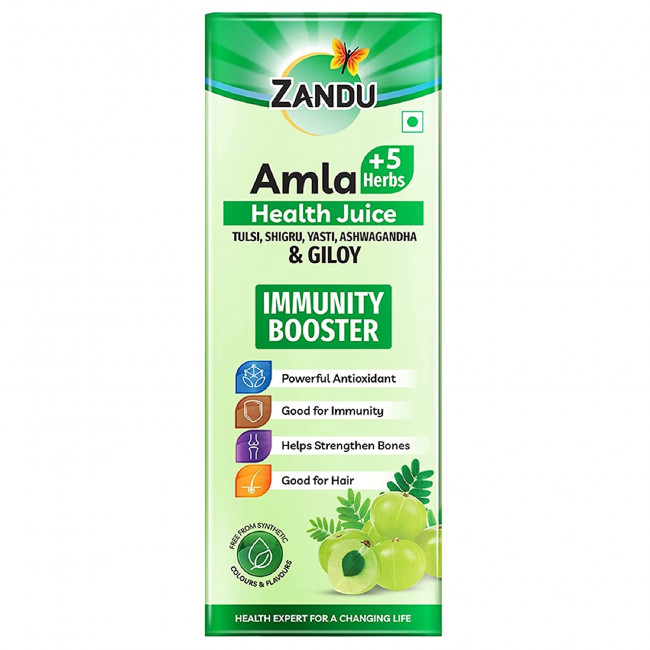 ZANDU
Amla +5
Herbs
Health Juice
TULSI, SHIGRU, YASTI, ASHWAGANDHA
& GILOY
IMMUNITY
BOOSTER
Powerful Antioxidant
Good for Immunity
Helps Strengthen Bones
Good for Hair
FREE FROM SYNTHETIC
COLOURS & FLAVOURS
HEALTH EXPERT FOR A CHANGING LIFE